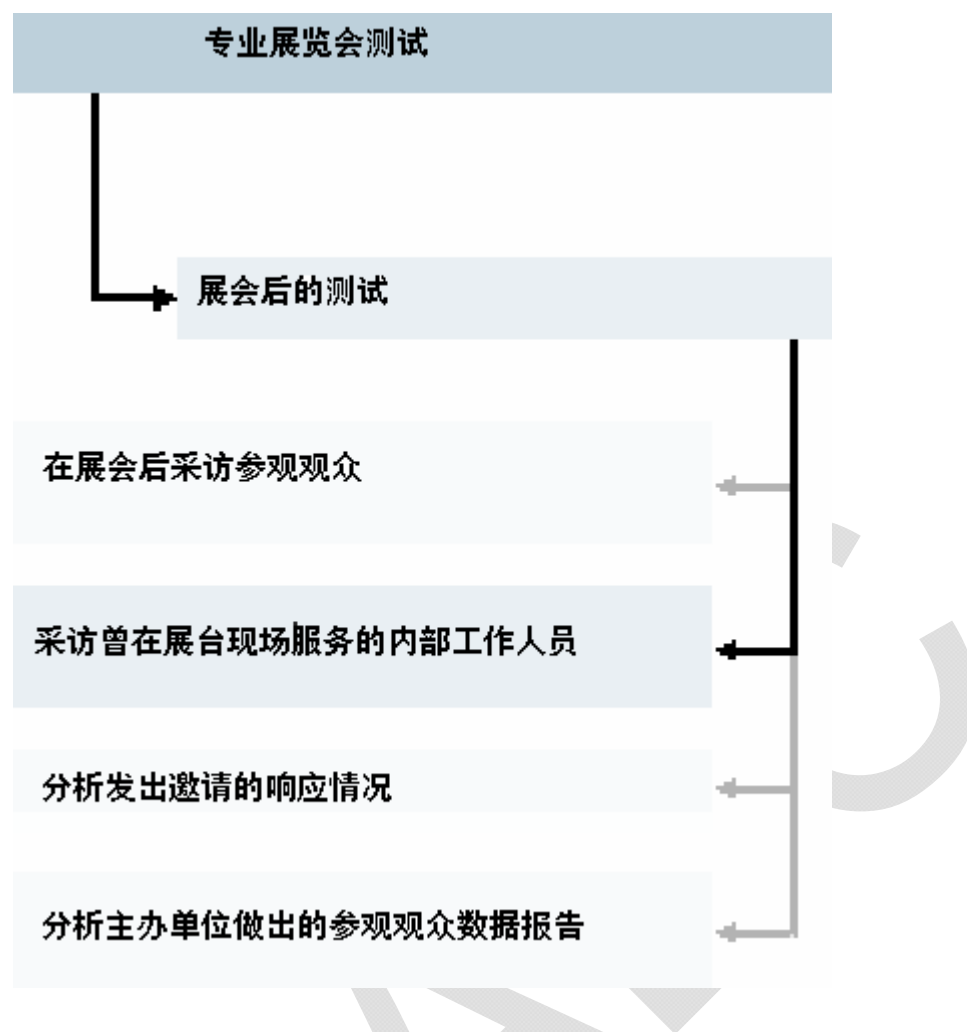 专业展览会测试
展会后的测试
在展会后采访参观观众
采访曾在展台现场服务的内部工作人员
分析发出邀请的响应情况
分析主办单位做出的参观观众数据报告